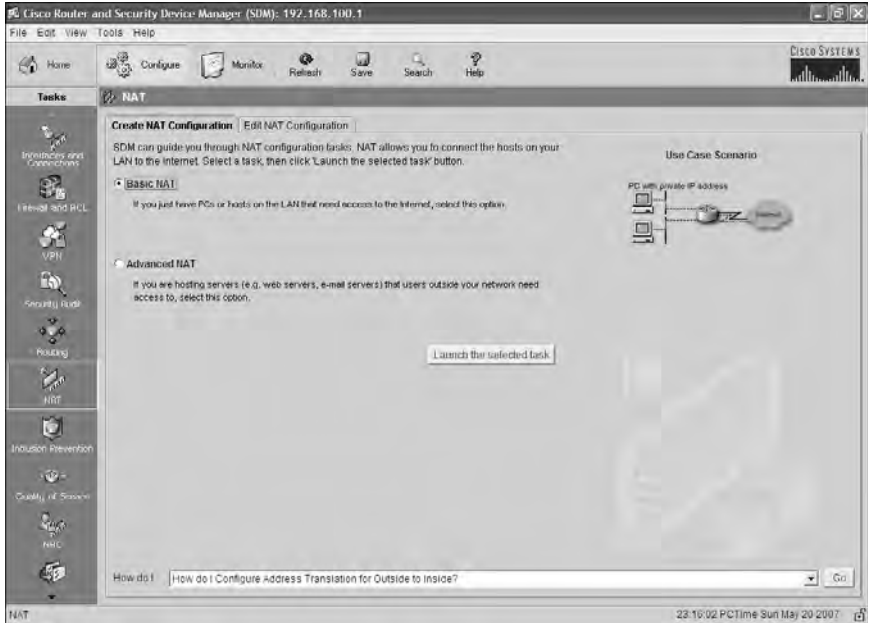 Cisco Router and Security Device Manager (SDM): 192.168.100.1
File Edit View Tools Help
Home
Configure
Monitor
Refresh
Save
Search
Help
CISCO SYSTEMS
Tasks
NAT
Interfaces and
Connections
Firewall and ACL
VPN
Security Audit
Routing
NAT
Intrusion Prevention
Quality of Service
NAC
Create NAT Configuration
Edit NAT Configuration
SDM can guide you through NAT configuration tasks. NAT allows you to connect the hosts on your
LAN to the Internet. Select a task, then click 'Launch the selected task' button.
Basic NAT
If you just have PCs or hosts on the LAN that need access to the Internet, select this option.
Advanced NAT
If you are hosting servers (e.g. web servers, e-mail servers) that users outside your network need
access to, select this option.
Launch the selected task
Use Case Scenario
PC with private IP address
Internet
How do I
How do I Configure Address Translation for Outside to Inside?
Go
NAT
23:16:02 PCTime Sun May 20 2007